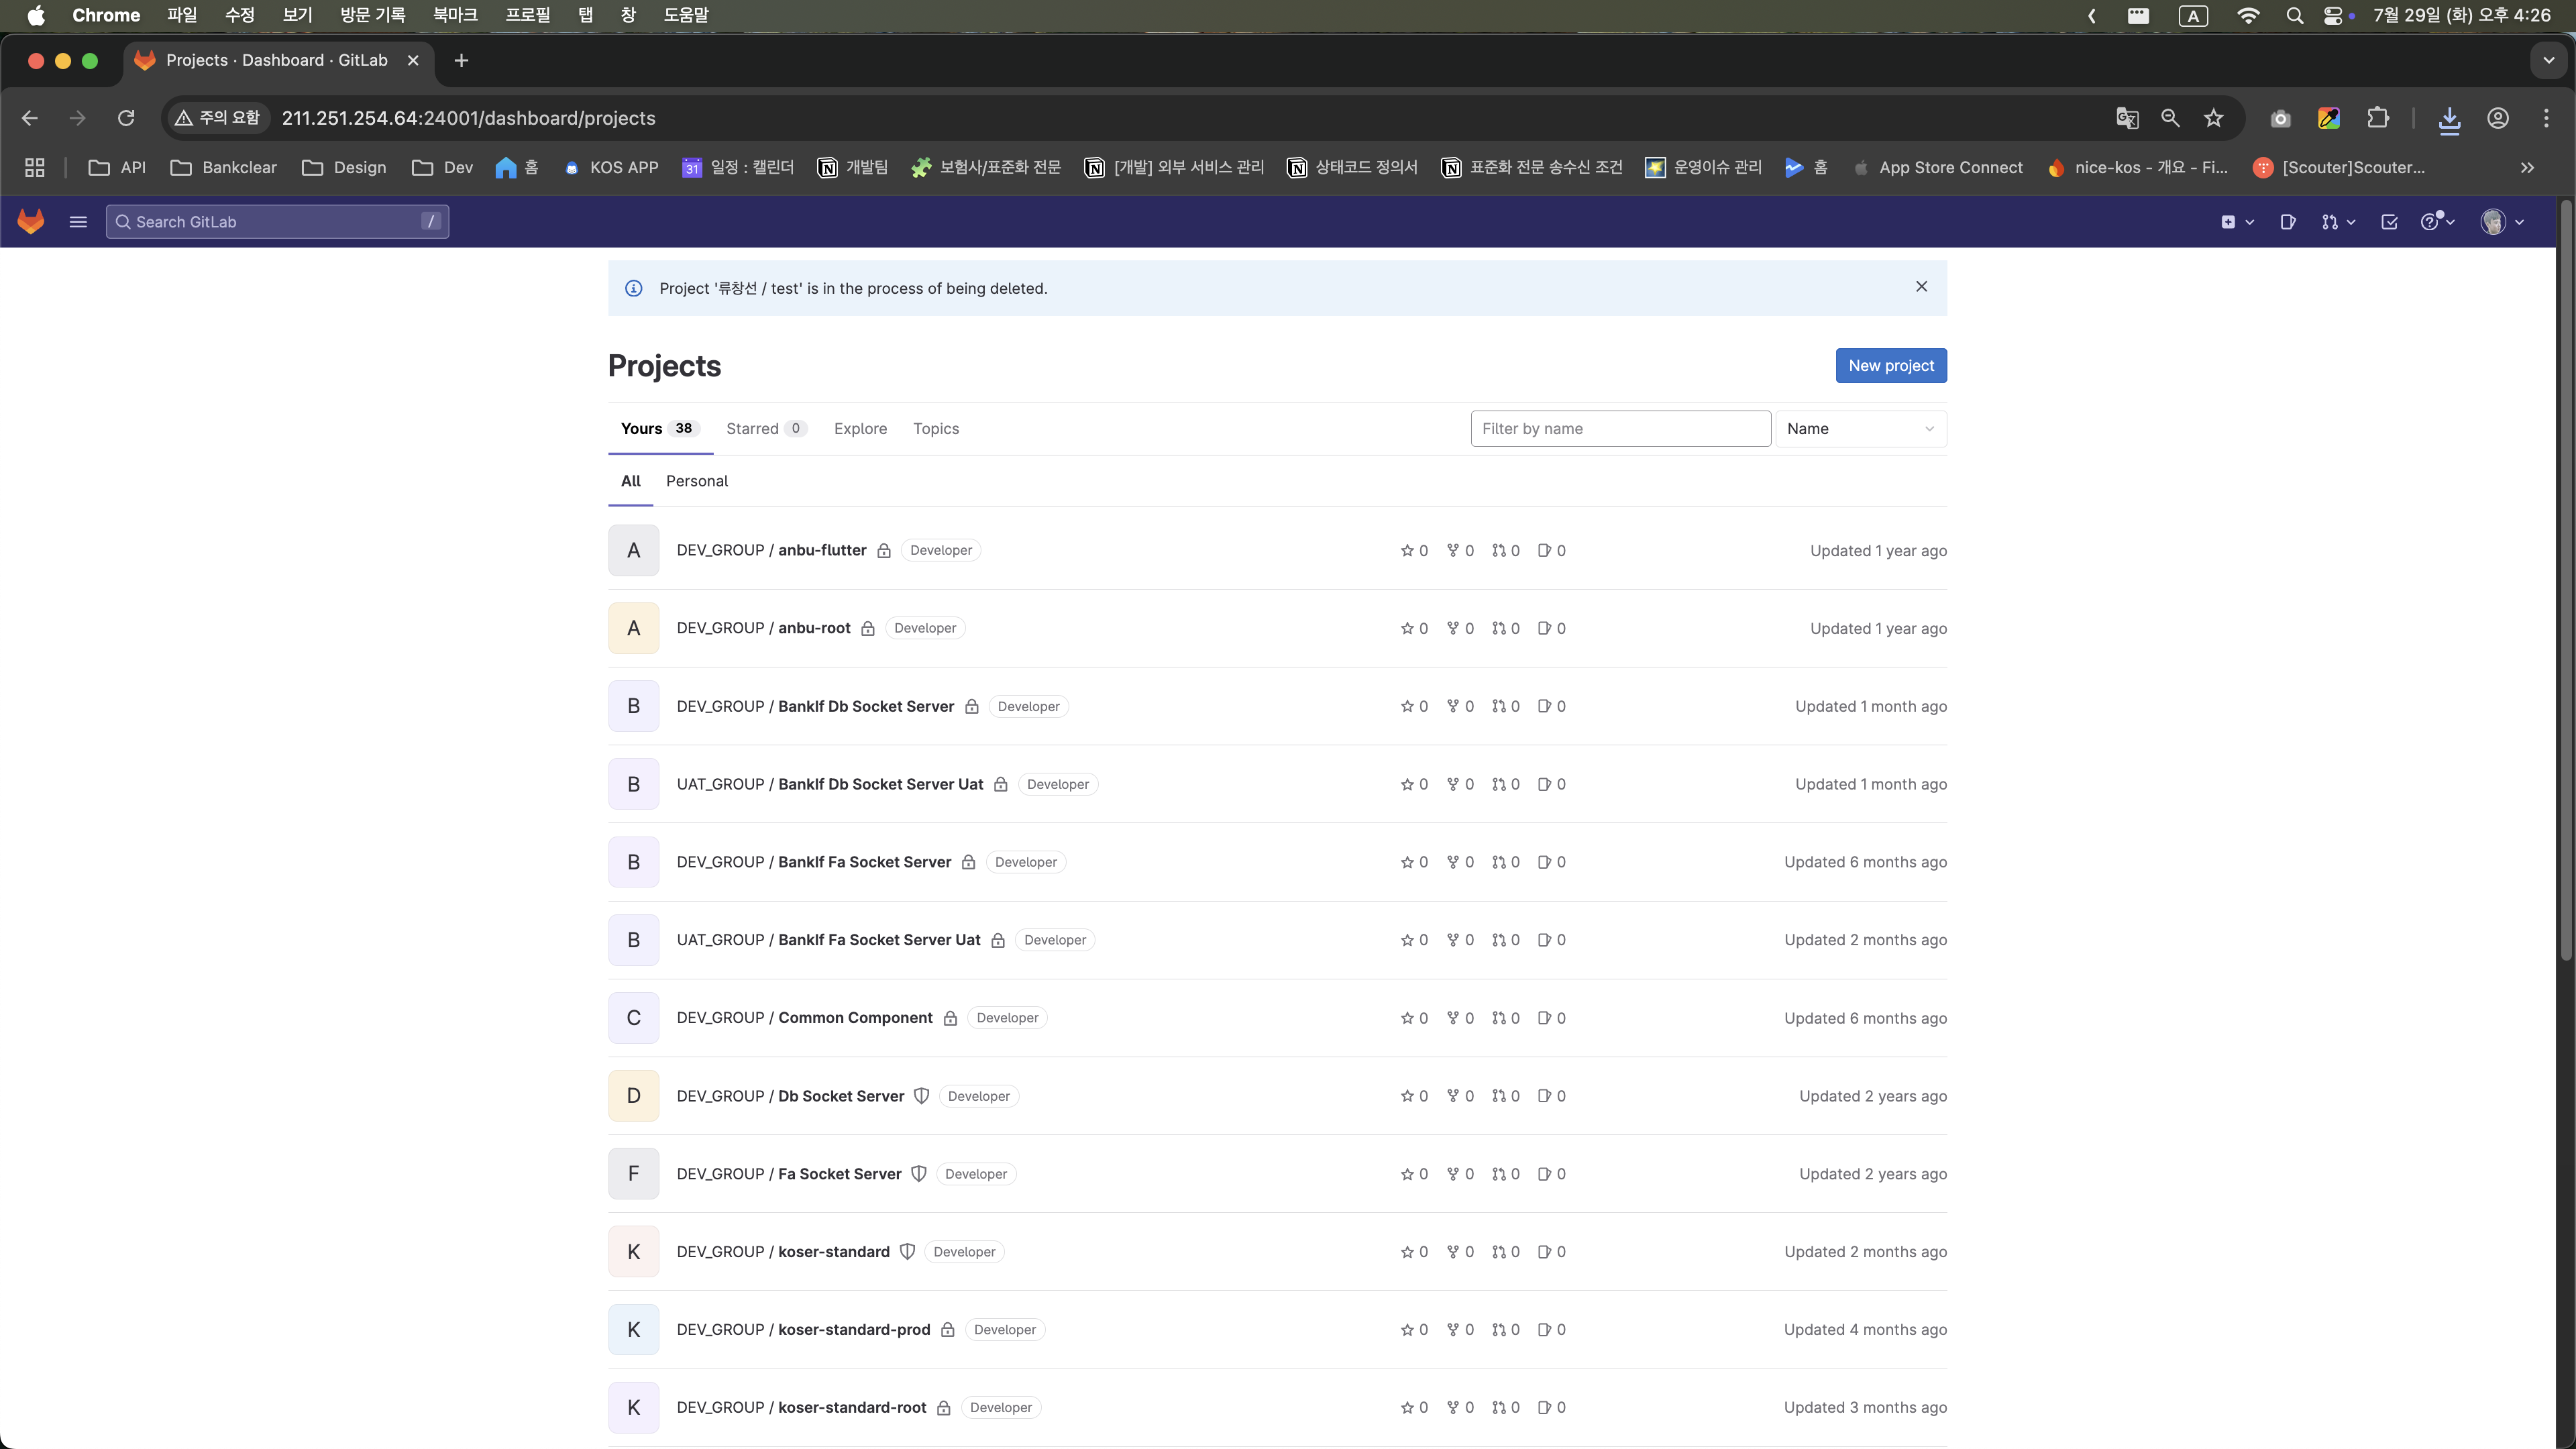 Chrome 파일 수정 보기 방문 기록 북마크 프로필 탭 창 도움말 A 7월 29일 (화) 오후 4:26
Projects · Dashboard · GitLab
주의 요함 211.251.254.64:24001/dashboard/projects
API Bankclear Design Dev 홈 KOS APP 31 일정 : 캘린더 개발팀 보험사/표준화 전문 [개발] 외부 서비스 관리 상태코드 정의서 표준화 전문 송수신 조건 운영이슈 관리 홈 App Store Connect nice-kos - 개요 - Fi... [Scouter]Scouter...
Search GitLab /
Project '류창선 / test' is in the process of being deleted.
Projects New project
Yours 38 Starred 0 Explore Topics Filter by name Name
All Personal
A DEV_GROUP / anbu-flutter Developer 0 0 0 0 Updated 1 year ago
A DEV_GROUP / anbu-root Developer 0 0 0 0 Updated 1 year ago
B DEV_GROUP / BankIf Db Socket Server Developer 0 0 0 0 Updated 1 month ago
B UAT_GROUP / BankIf Db Socket Server Uat Developer 0 0 0 0 Updated 1 month ago
B DEV_GROUP / BankIf Fa Socket Server Developer 0 0 0 0 Updated 6 months ago
B UAT_GROUP / BankIf Fa Socket Server Uat Developer 0 0 0 0 Updated 2 months ago
C DEV_GROUP / Common Component Developer 0 0 0 0 Updated 6 months ago
D DEV_GROUP / Db Socket Server Developer 0 0 0 0 Updated 2 years ago
F DEV_GROUP / Fa Socket Server Developer 0 0 0 0 Updated 2 years ago
K DEV_GROUP / koser-standard Developer 0 0 0 0 Updated 2 months ago
K DEV_GROUP / koser-standard-prod Developer 0 0 0 0 Updated 4 months ago
K DEV_GROUP / koser-standard-root Developer 0 0 0 0 Updated 3 months ago